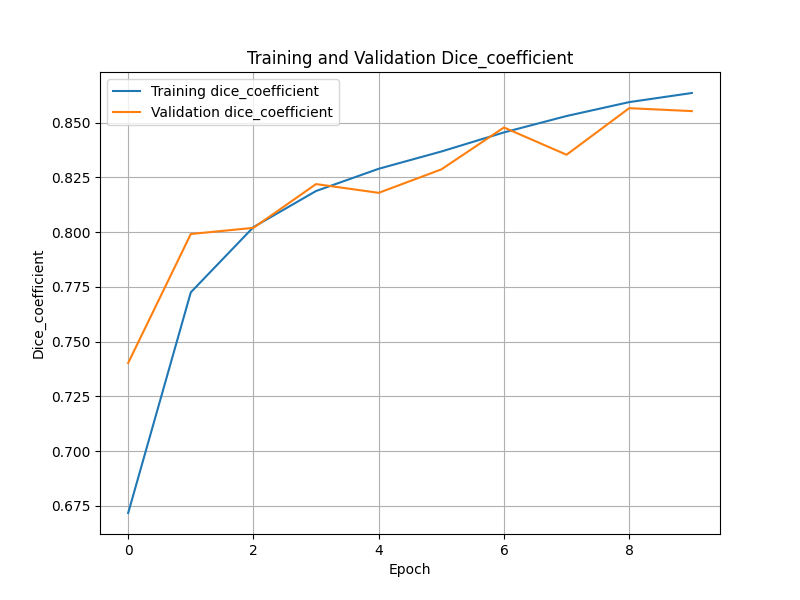 Training and Validation Dice_coefficient
Training dice_coefficient
Validation dice_coefficient
Dice_coefficient
0.850
0.825
0.800
0.775
0.750
0.725
0.700
0.675
0 2 4 6 8
Epoch